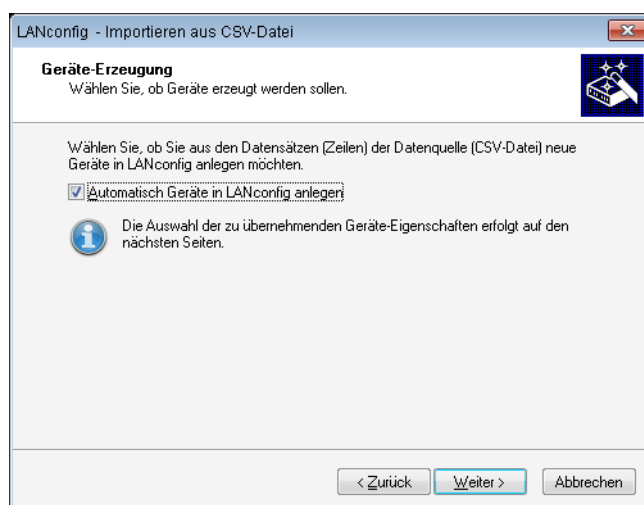 LANconfig - Importieren aus CSV-Datei
Geräte-Erzeugung
Wählen Sie, ob Geräte erzeugt werden sollen.
Wählen Sie, ob Sie aus den Datensätzen (Zeilen) der Datenquelle (CSV-Datei) neue
Geräte in LANconfig anlegen möchten.
Automatisch Geräte in LANconfig anlegen
Die Auswahl der zu übernehmenden Geräte-Eigenschaften erfolgt auf den
nächsten Seiten.
< Zurück Weiter > Abbrechen